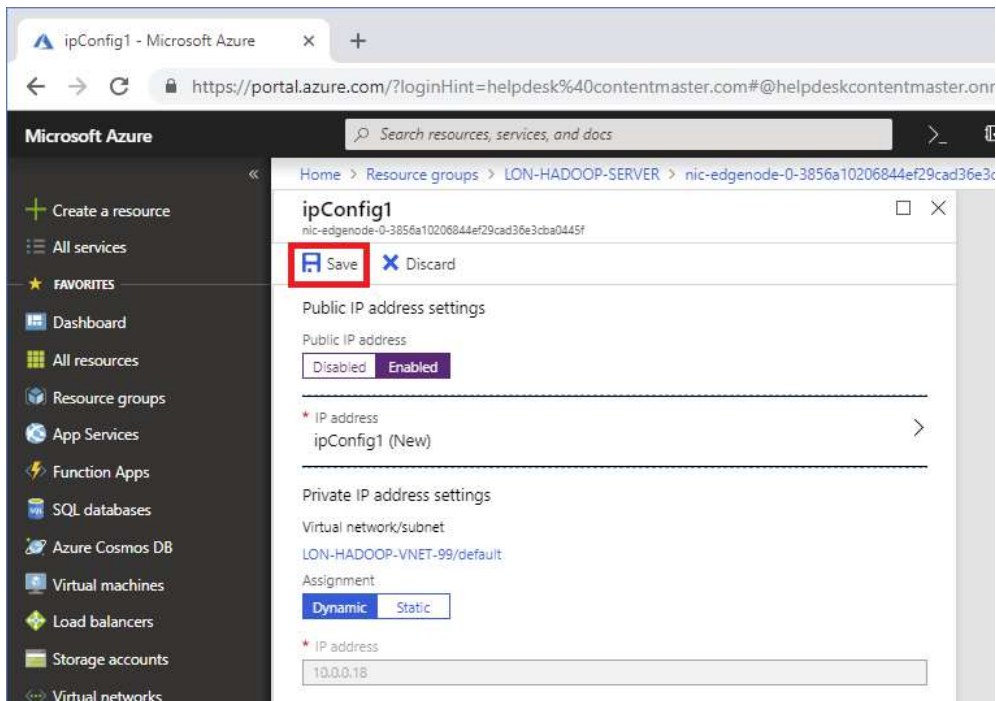 ipConfig1 - Microsoft Azure
https://portal.azure.com/?loginHint=helpdesk%40contentmaster.com#@helpdeskcontentmaster.onr
Microsoft Azure
Search resources, services, and docs
Home > Resource groups > LON-HADOOP-SERVER > nic-edgenode-0-3856a10206844ef29cad36e3c
Create a resource
All services
FAVORITES
Dashboard
All resources
Resource groups
App Services
Function Apps
SQL databases
Azure Cosmos DB
Virtual machines
Load balancers
Storage accounts
Virtual networks
ipConfig1
nic-edgenode-0-3856a10206844ef29cad36e3cba0445f
Save Discard
Public IP address settings
Public IP address
Disabled Enabled
* IP address
ipConfig1 (New)
Private IP address settings
Virtual network/subnet
LON-HADOOP-VNET-99/default
Assignment
Dynamic Static
* IP address
10.0.0.18